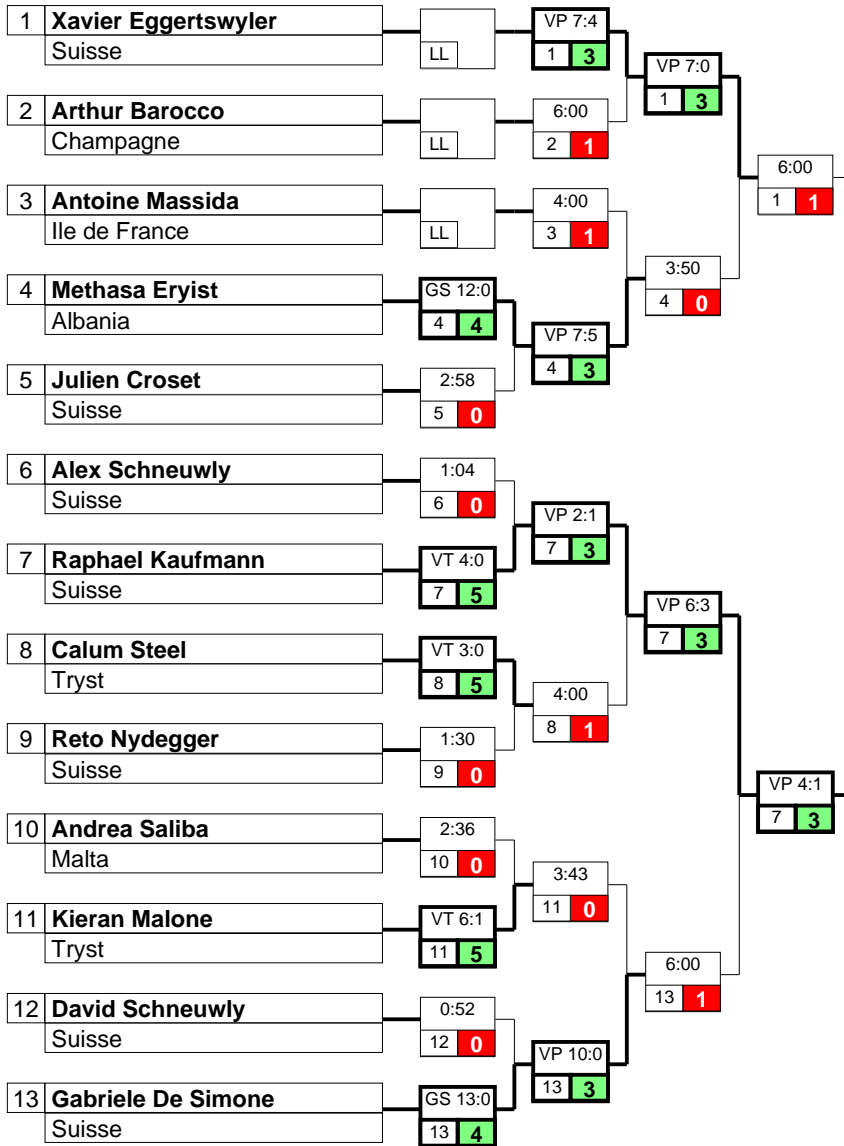 1 Xavier Eggertswyler
Suisse
LL
VP 7:4
1 3
VP 7:0
1 3
2 Arthur Barocco
Champagne
LL
6:00
2 1
6:00
1 1
3 Antoine Massida
Ile de France
LL
4:00
3 1
3:50
4 0
4 Methasa Eryist
Albania
GS 12:0
4 4
VP 7:5
4 3
5 Julien Croset
Suisse
2:58
5 0
6 Alex Schneuwly
Suisse
1:04
6 0
VP 2:1
7 3
7 Raphael Kaufmann
Suisse
VT 4:0
7 5
VP 6:3
7 3
8 Calum Steel
Tryst
VT 3:0
8 5
4:00
8 1
9 Reto Nydegger
Suisse
1:30
9 0
VP 4:1
7 3
10 Andrea Saliba
Malta
2:36
10 0
3:43
11 0
11 Kieran Malone
Tryst
VT 6:1
11 5
6:00
13 1
12 David Schneuwly
Suisse
0:52
12 0
VP 10:0
13 3
13 Gabriele De Simone
Suisse
GS 13:0
13 4